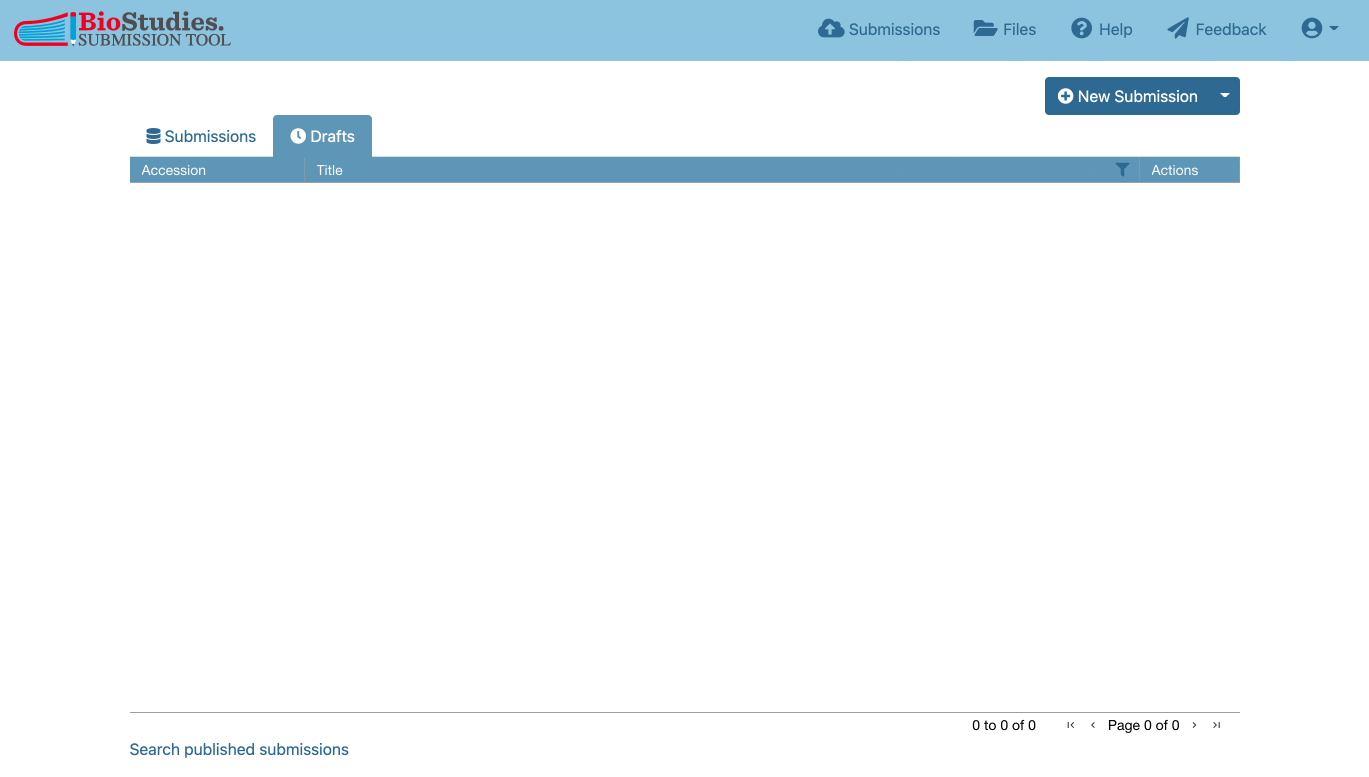 BioStudies.
SUBMISSION TOOL
Submissions Files Help Feedback
New Submission
Submissions Drafts
Accession Title Actions
0 to 0 of 0 Page 0 of 0
Search published submissions